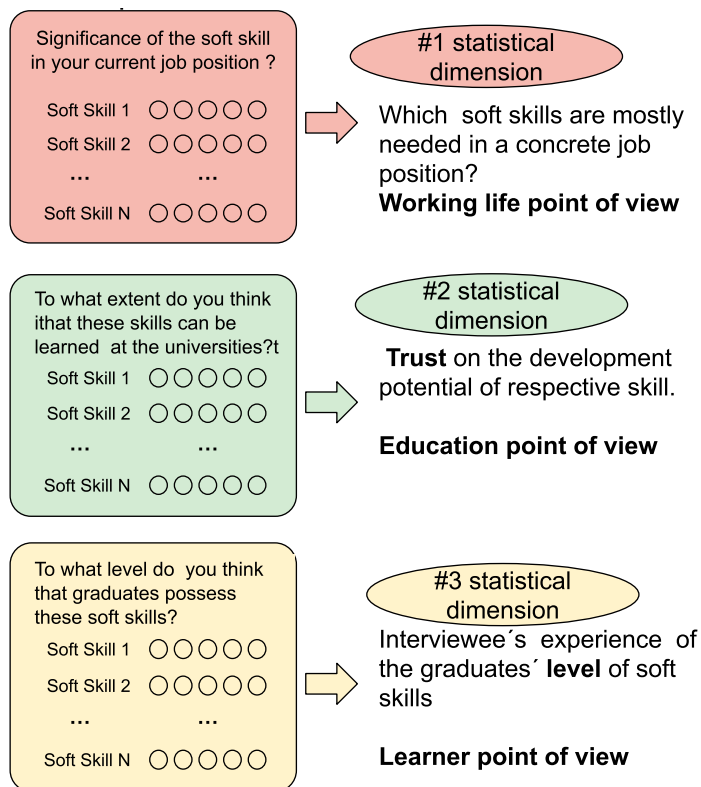 Significance of the soft skill
in your current job position ?
Soft Skill 1
Soft Skill 2
... ...
Soft Skill N
#1 statistical
dimension
Which soft skills are mostly
needed in a concrete job
position?
Working life point of view
To what extent do you think
ithat these skills can be
learned at the universities?t
Soft Skill 1
Soft Skill 2
... ...
Soft Skill N
#2 statistical
dimension
Trust on the development
potential of respective skill.
Education point of view
To what level do you think
that graduates possess
these soft skills?
Soft Skill 1
Soft Skill 2
... ...
Soft Skill N
#3 statistical
dimension
Interviewee´s experience of
the graduates´ level of soft
skills
Learner point of view